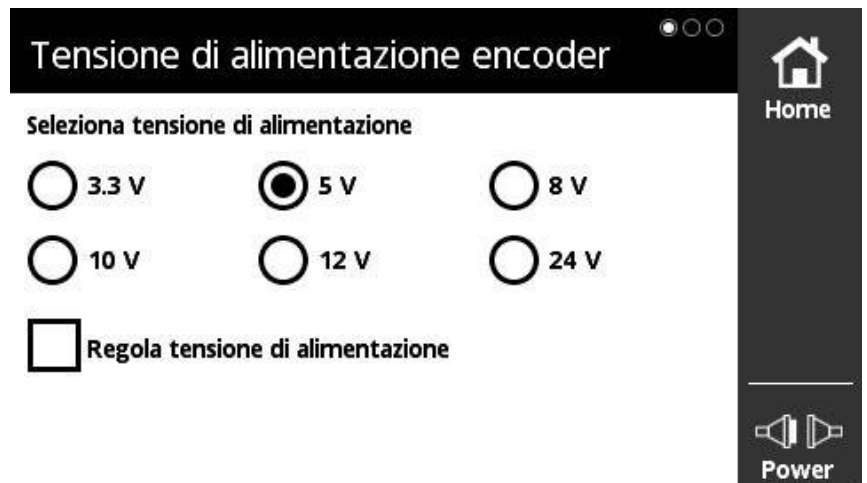 Tensione di alimentazione encoder
Home
Seleziona tensione di alimentazione
3.3 V 5 V 8 V
10 V 12 V 24 V
Regola tensione di alimentazione
Power